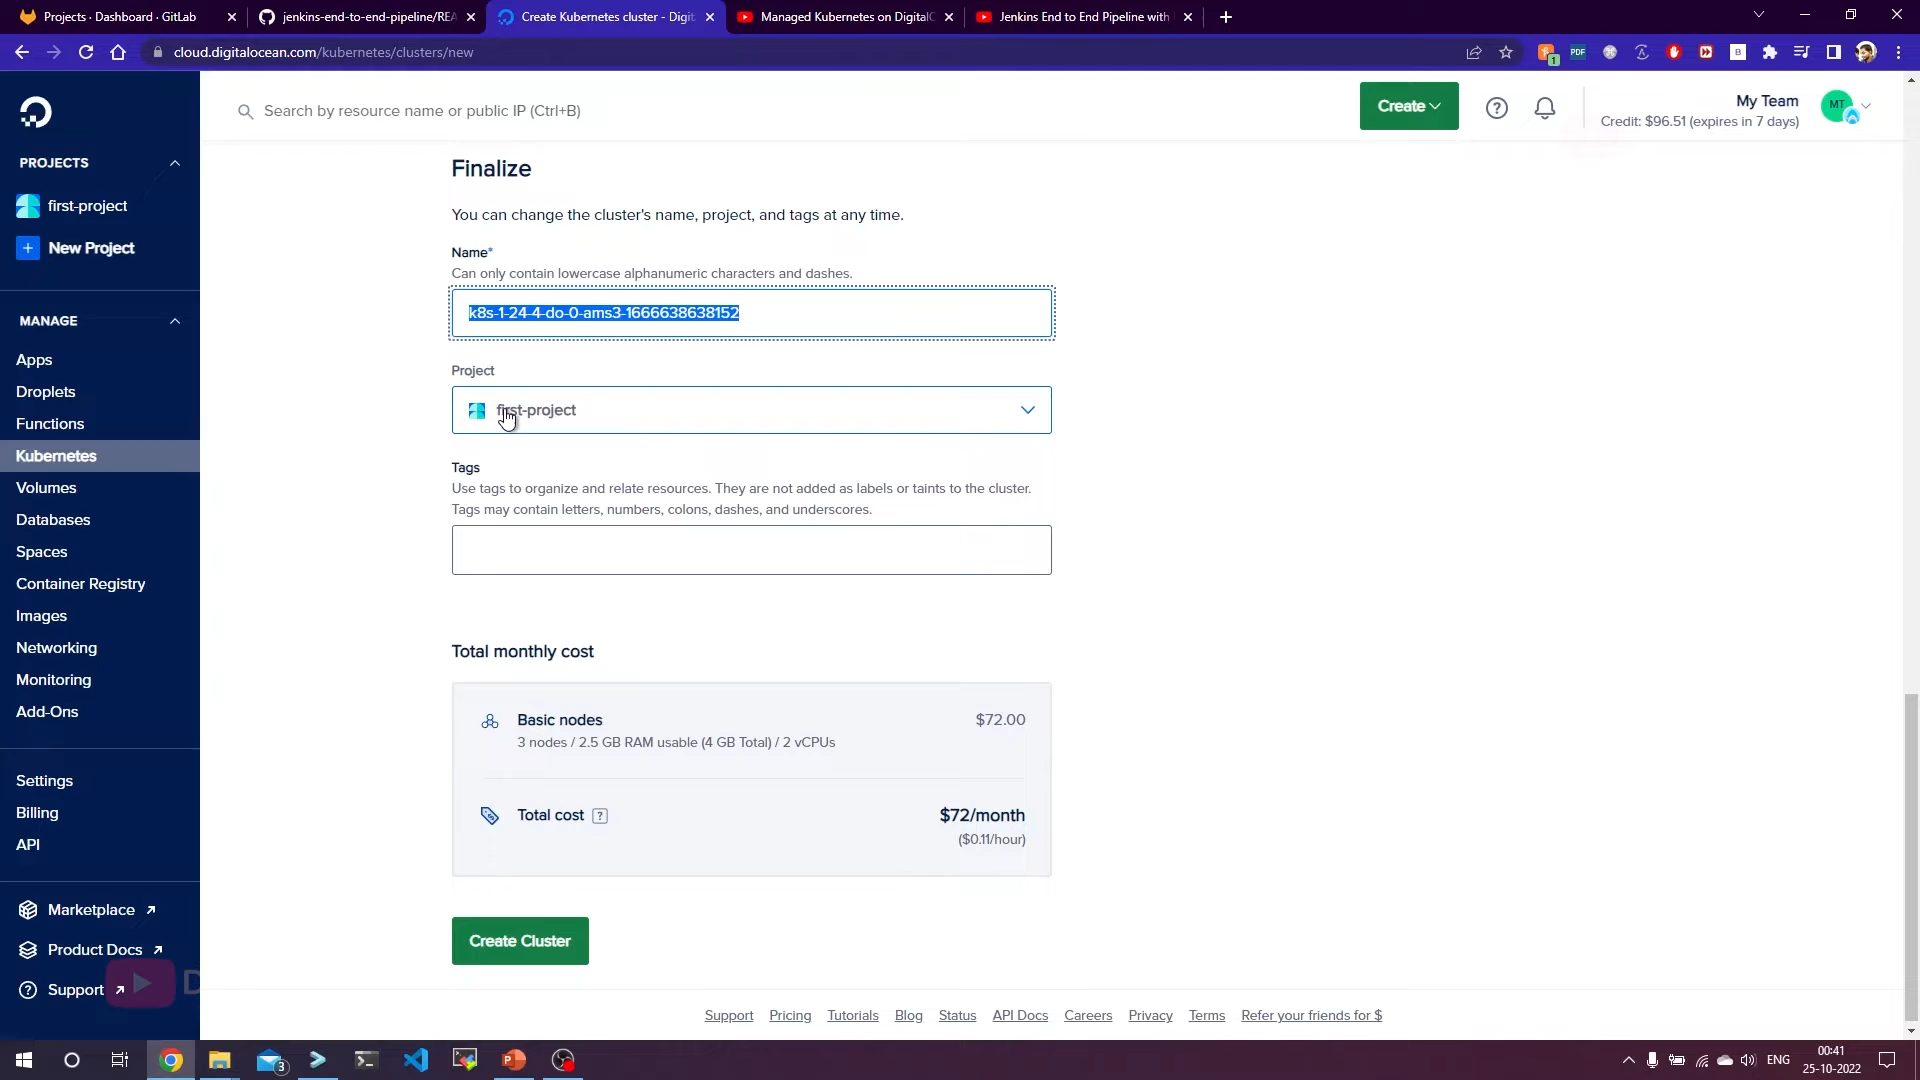 Projects · Dashboard · GitLab
jenkins-end-to-end-pipeline/REA
Create Kubernetes cluster - Digit
Managed Kubernetes on DigitalO
Jenkins End to End Pipeline with
cloud.digitalocean.com/kubernetes/clusters/new
PDF
1
B
Search by resource name or public IP (Ctrl+B)
Create
My Team
Credit: $96.51 (expires in 7 days)
MT
PROJECTS
first-project
New Project
MANAGE
Apps
Droplets
Functions
Kubernetes
Volumes
Databases
Spaces
Container Registry
Images
Networking
Monitoring
Add-Ons
Settings
Billing
API
Marketplace
Product Docs
Support
D
Finalize
You can change the cluster's name, project, and tags at any time.
Name*
Can only contain lowercase alphanumeric characters and dashes.
k8s-1-24-4-do-0-ams3-1666638638152
Project
first-project
Tags
Use tags to organize and relate resources. They are not added as labels or taints to the cluster.
Tags may contain letters, numbers, colons, dashes, and underscores.
Total monthly cost
Basic nodes $72.00
3 nodes / 2.5 GB RAM usable (4 GB Total) / 2 vCPUs
Total cost ? $72/month
($0.11/hour)
Create Cluster
Support Pricing Tutorials Blog Status API Docs Careers Privacy Terms Refer your friends for $
3
ENG
00:41
25-10-2022